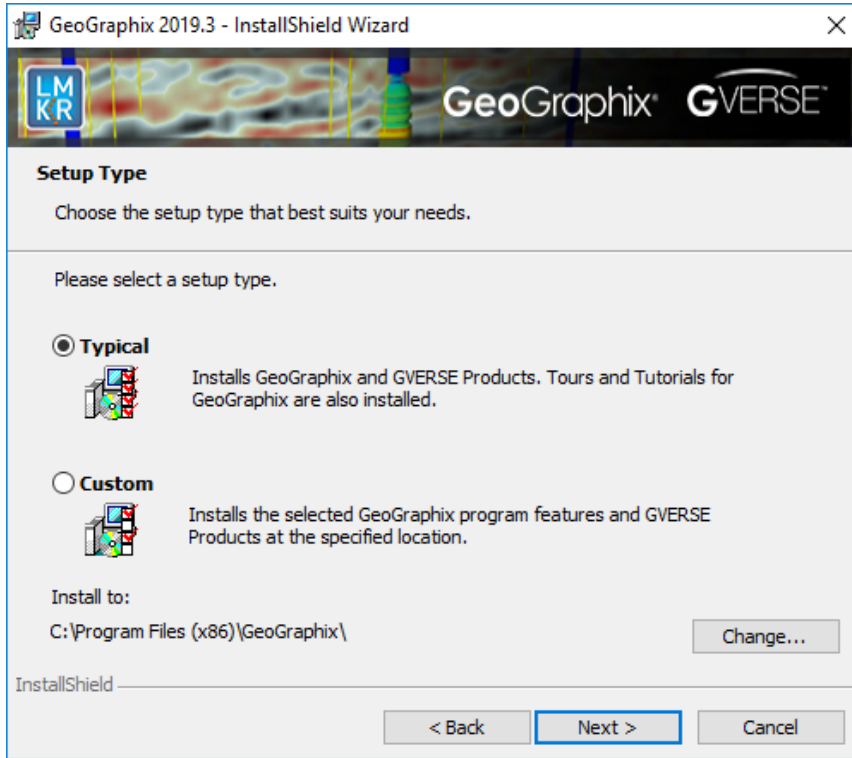 GeoGraphix 2019.3 - InstallShield Wizard
LM
KR
GeoGraphix® GVERSE™
Setup Type
Choose the setup type that best suits your needs.
Please select a setup type.
Typical
Installs GeoGraphix and GVERSE Products. Tours and Tutorials for
GeoGraphix are also installed.
Custom
Installs the selected GeoGraphix program features and GVERSE
Products at the specified location.
Install to:
C:\Program Files (x86)\GeoGraphix\
Change...
InstallShield
< Back Next > Cancel